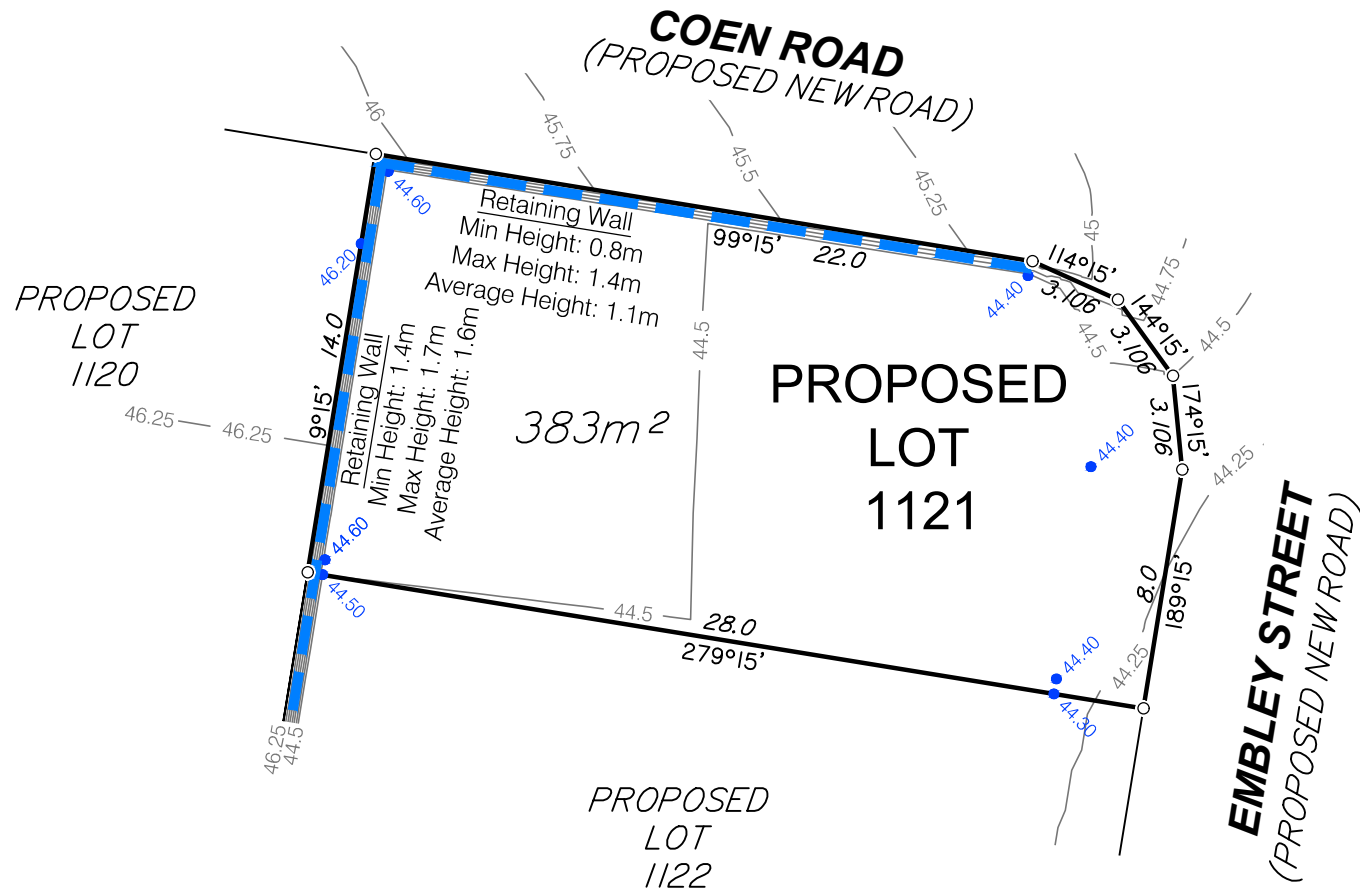 COEN ROAD
(PROPOSED NEW ROAD)
46
45.75
45.5
45.25
45
44.75
44.5
44.25
44.60
46.20
Retaining Wall
Min Height: 0.8m
Max Height: 1.4m
Average Height: 1.1m
99°15'
22.0
44.40
114°15'
3.106
144°15'
3.106
44.5
174°15'
3.106
PROPOSED
LOT
1120
14.0
9°15'
46.25
46.25
Retaining Wall
Min Height: 1.4m
Max Height: 1.7m
Average Height: 1.6m
44.5
383m²
PROPOSED
LOT
1121
44.40
44.60
44.50
44.5
28.0
279°15'
8.0
189°15'
44.25
44.40
44.30
46.25
44.5
PROPOSED
LOT
1122
EMBLEY STREET
(PROPOSED NEW ROAD)